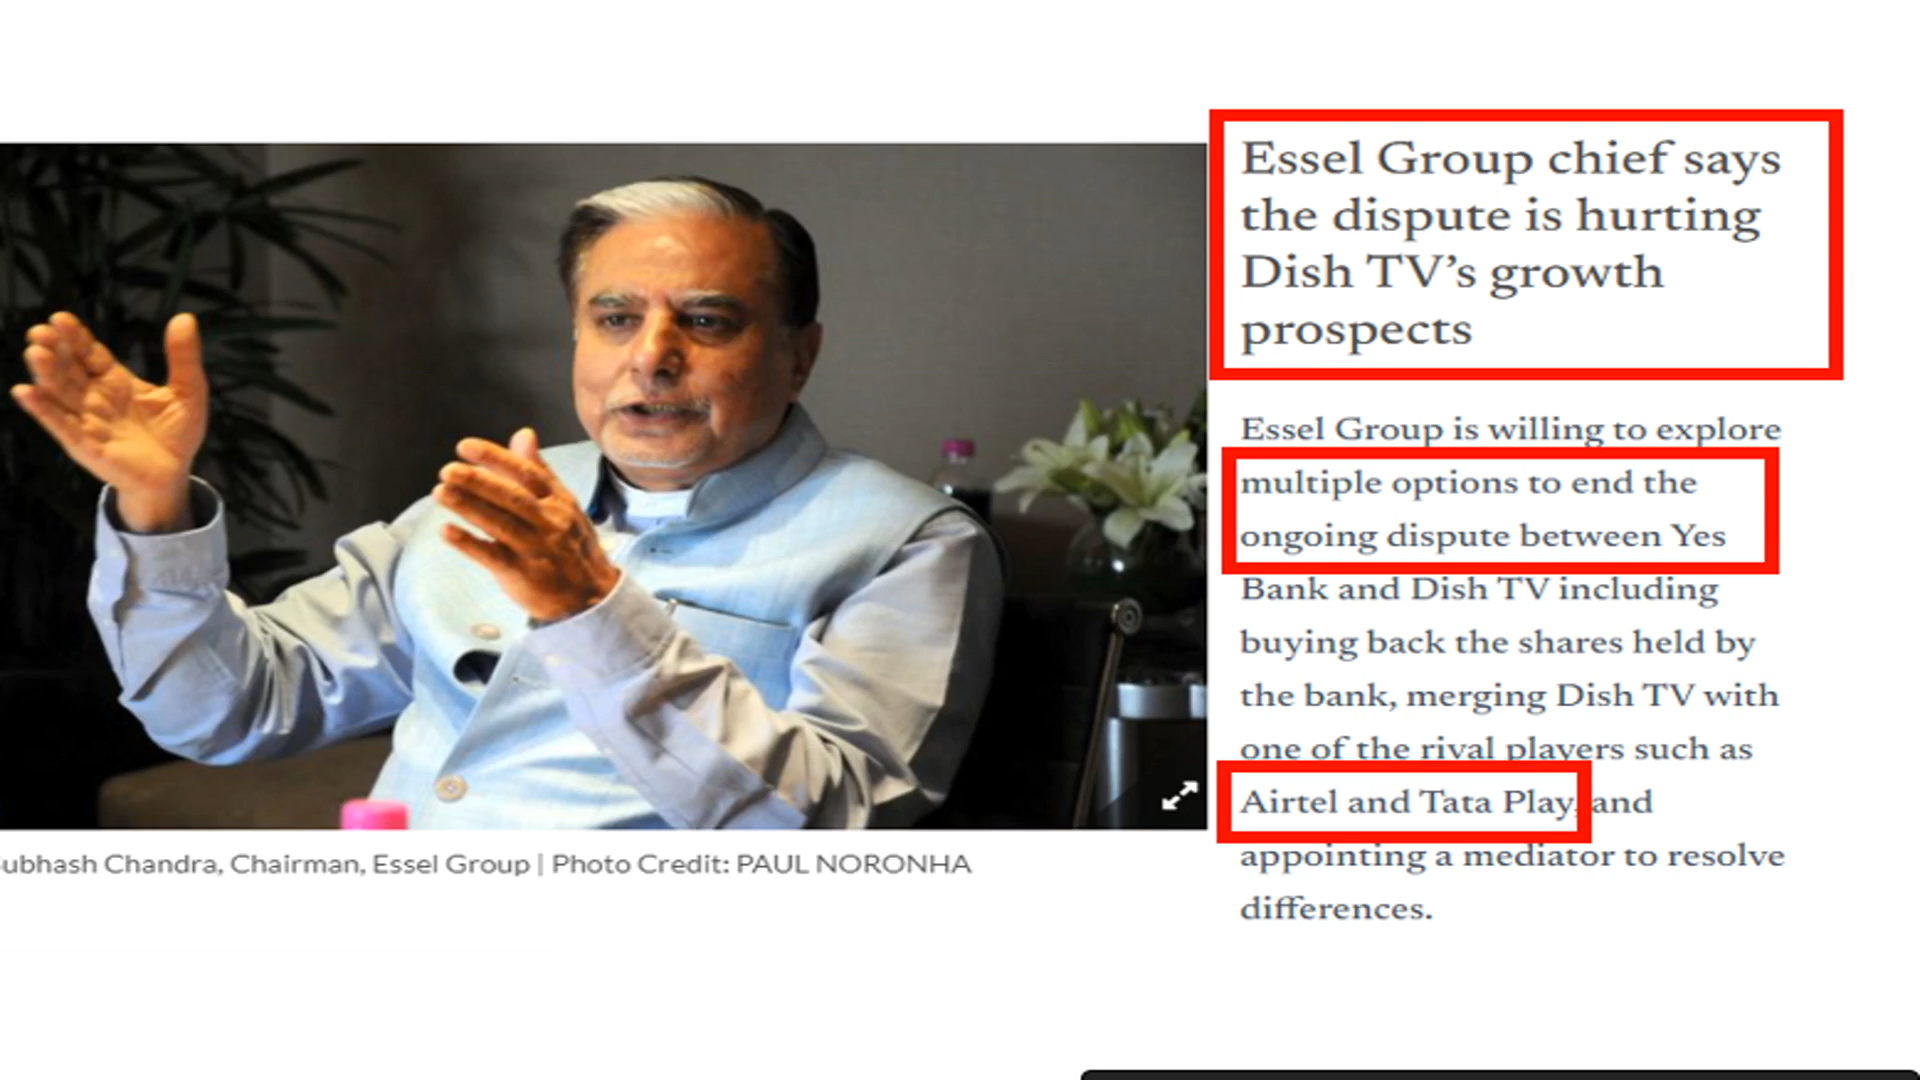 Essel Group chief says
the dispute is hurting
Dish TV's growth
prospects
Essel Group is willing to explore
multiple options to end the
ongoing dispute between Yes
Bank and Dish TV including
buying back the shares held by
the bank, merging Dish TV with
one of the rival players such as
Airtel and Tata Play, and
appointing a mediator to resolve
differences.
ubhash Chandra, Chairman, Essel Group | Photo Credit: PAUL NORONHA